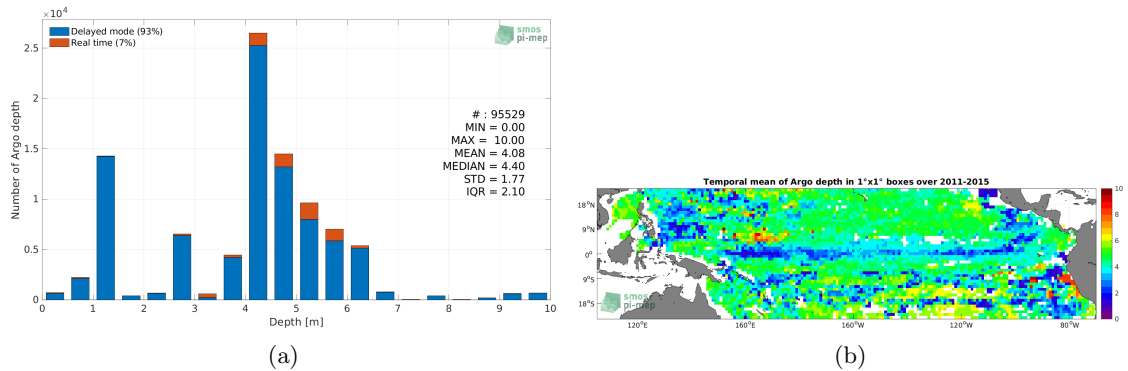 ×10⁴
Delayed mode (93%)
Real time (7%)
smos
pi-mep
2.5
2
1.5
1
0.5
0
Number of Argo depth
# : 95529
MIN = 0.00
MAX = 10.00
MEAN = 4.08
MEDIAN = 4.40
STD = 1.77
IQR = 2.10
0 1 2 3 4 5 6 7 8 9 10
Depth [m]
(a)
Temporal mean of Argo depth in 1°x1° boxes over 2011-2015
18°N
9°N
0°
9°S
18°S
smos
pi-mep
120°E 160°E 160°W 120°W 80°W
10
8
6
4
2
0
(b)